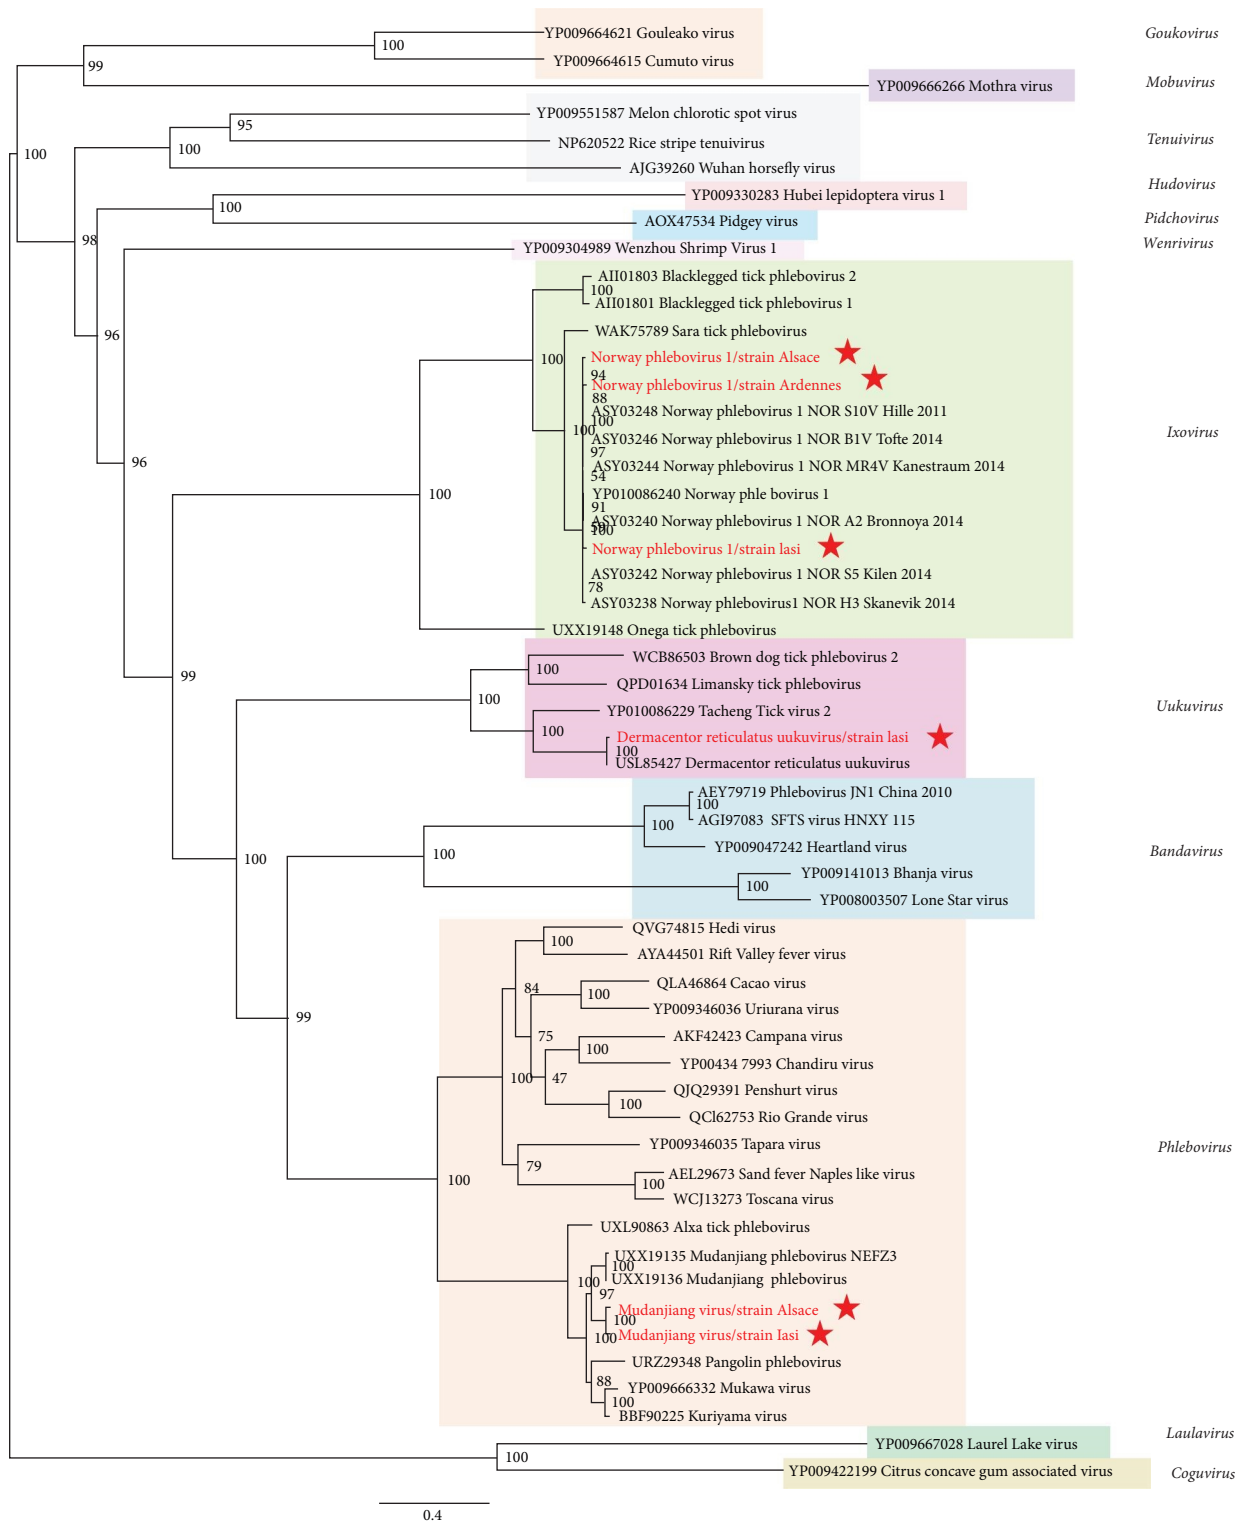 YP009664621 Gouleako virus
Goukovirus
100
YP009664615 Cumuto virus
99
YP009666266 Mothra virus
Mobuvirus
YP009551587 Melon chlorotic spot virus
95
NP620522 Rice stripe tenuivirus
Tenuivirus
100
100
AJG39260 Wuhan horsefly virus
YP009330283 Hubei lepidoptera virus 1
Hudovirus
100
AOX47534 Pidgey virus
Pidchovirus
98
YP009304989 Wenzhou Shrimp Virus 1
Wenrivirus
AII01803 Blacklegged tick phlebovirus 2
100
AII01801 Blacklegged tick phlebovirus 1
96
WAK75789 Sara tick phlebovirus
100
Norway phlebovirus 1/strain Alsace
94
Norway phlebovirus 1/strain Ardennes
88
ASY03248 Norway phlebovirus 1 NOR S10V Hille 2011
100
100
Ixovirus
ASY03246 Norway phlebovirus 1 NOR B1V Tofte 2014
97
96
ASY03244 Norway phlebovirus 1 NOR MR4V Kanestraum 2014
54
100
YP010086240 Norway phle bovirus 1
91
ASY03240 Norway phlebovirus 1 NOR A2 Bronnoya 2014
100
Norway phlebovirus 1/strain lasi
ASY03242 Norway phlebovirus 1 NOR S5 Kilen 2014
78
ASY03238 Norway phlebovirus1 NOR H3 Skanevik 2014
UXX19148 Onega tick phlebovirus
WCB86503 Brown dog tick phlebovirus 2
100
99
QPD01634 Limansky tick phlebovirus
100
Uukuvirus
YP010086229 Tacheng Tick virus 2
100
Dermacentor reticulatus uukuvirus/strain lasi
100
USL85427 Dermacentor reticulatus uukuvirus
AEY79719 Phlebovirus JN1 China 2010
100
AGI97083 SFTS virus HNXY 115
100
YP009047242 Heartland virus
100
100
Bandavirus
YP009141013 Bhanja virus
100
YP008003507 Lone Star virus
QVG74815 Hedi virus
100
AYA44501 Rift Valley fever virus
84
QLA46864 Cacao virus
100
YP009346036 Uriurana virus
99
75
AKF42423 Campana virus
100
YP00434 7993 Chandiru virus
100
47
QJQ29391 Penshurt virus
100
QCl62753 Rio Grande virus
YP009346035 Tapara virus
Phlebovirus
79
AEL29673 Sand fever Naples like virus
100
100
WCJ13273 Toscana virus
UXL90863 Alxa tick phlebovirus
UXX19135 Mudanjiang phlebovirus NEFZ3
100
UXX19136 Mudanjiang phlebovirus
100
97
Mudanjiang virus/strain Alsace
100
Mudanjiang virus/strain Iasi
100
URZ29348 Pangolin phlebovirus
88
YP009666332 Mukawa virus
100
BBF90225 Kuriyama virus
Laulavirus
YP009667028 Laurel Lake virus
100
YP009422199 Citrus concave gum associated virus
Coguvirus
0.4